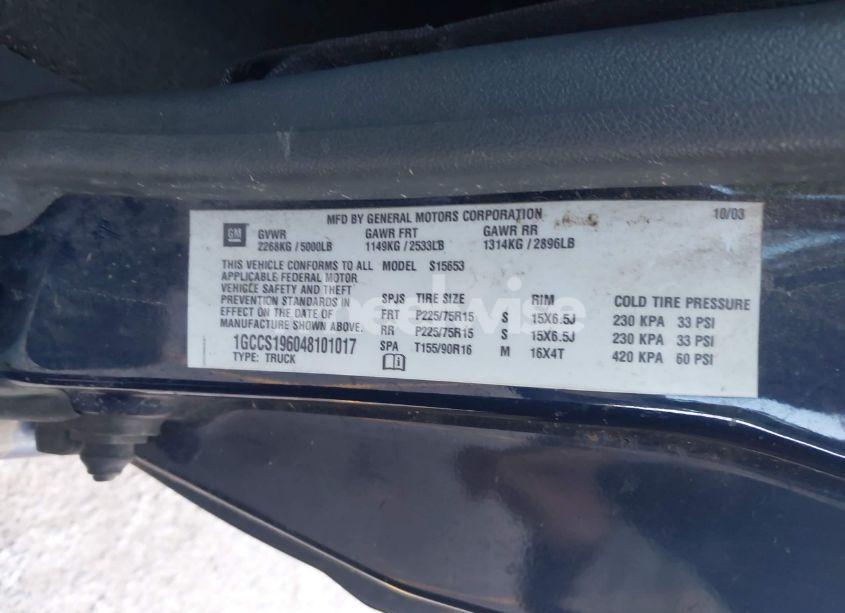 MFD BY GENERAL MOTORS CORPORATION 10/03
GM GVWR GAWR FRT GAWR RR
2268KG / 5000LB 1149KG / 2533LB 1314KG / 2896LB
THIS VEHICLE CONFORMS TO ALL MODEL S15653
APPLICABLE FEDERAL MOTOR
VEHICLE SAFETY AND THEFT
PREVENTION STANDARDS IN SPJS TIRE SIZE RIM COLD TIRE PRESSURE
EFFECT ON THE DATE OF FRT P225/75R15 S 15X6.5J 230 KPA 33 PSI
MANUFACTURE SHOWN ABOVE. RR P225/75R15 S 15X6.5J 230 KPA 33 PSI
1GCCS196048101017 SPA T155/90R16 M 16X4T 420 KPA 60 PSI
TYPE: TRUCK